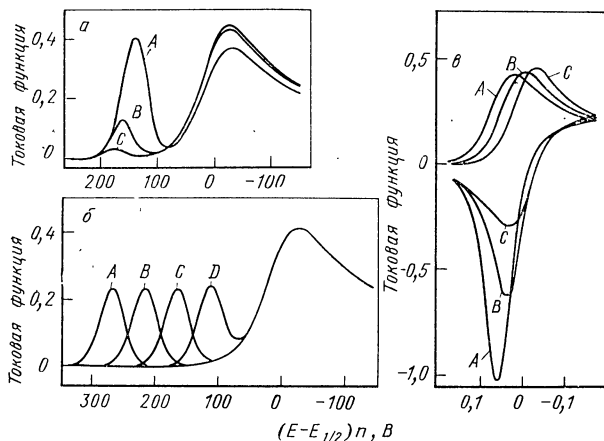 а
Токовая функция
0,4
0,2
0
A
B
C
200
100
0
-100
б
Токовая функция
0,4
0,2
0
A
B
C
D
300
200
100
0
-100
(E-E1/2)n, В
в
Токовая функция
0,5
0
-0,5
-1,0
A
B
C
C
B
A
0,1
0
-0,1